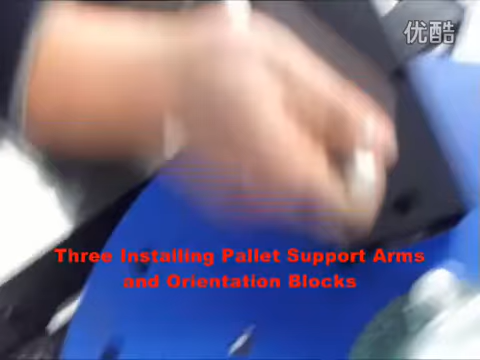 优酷
Three Installing Pallet Support Arms
and Orientation Blocks